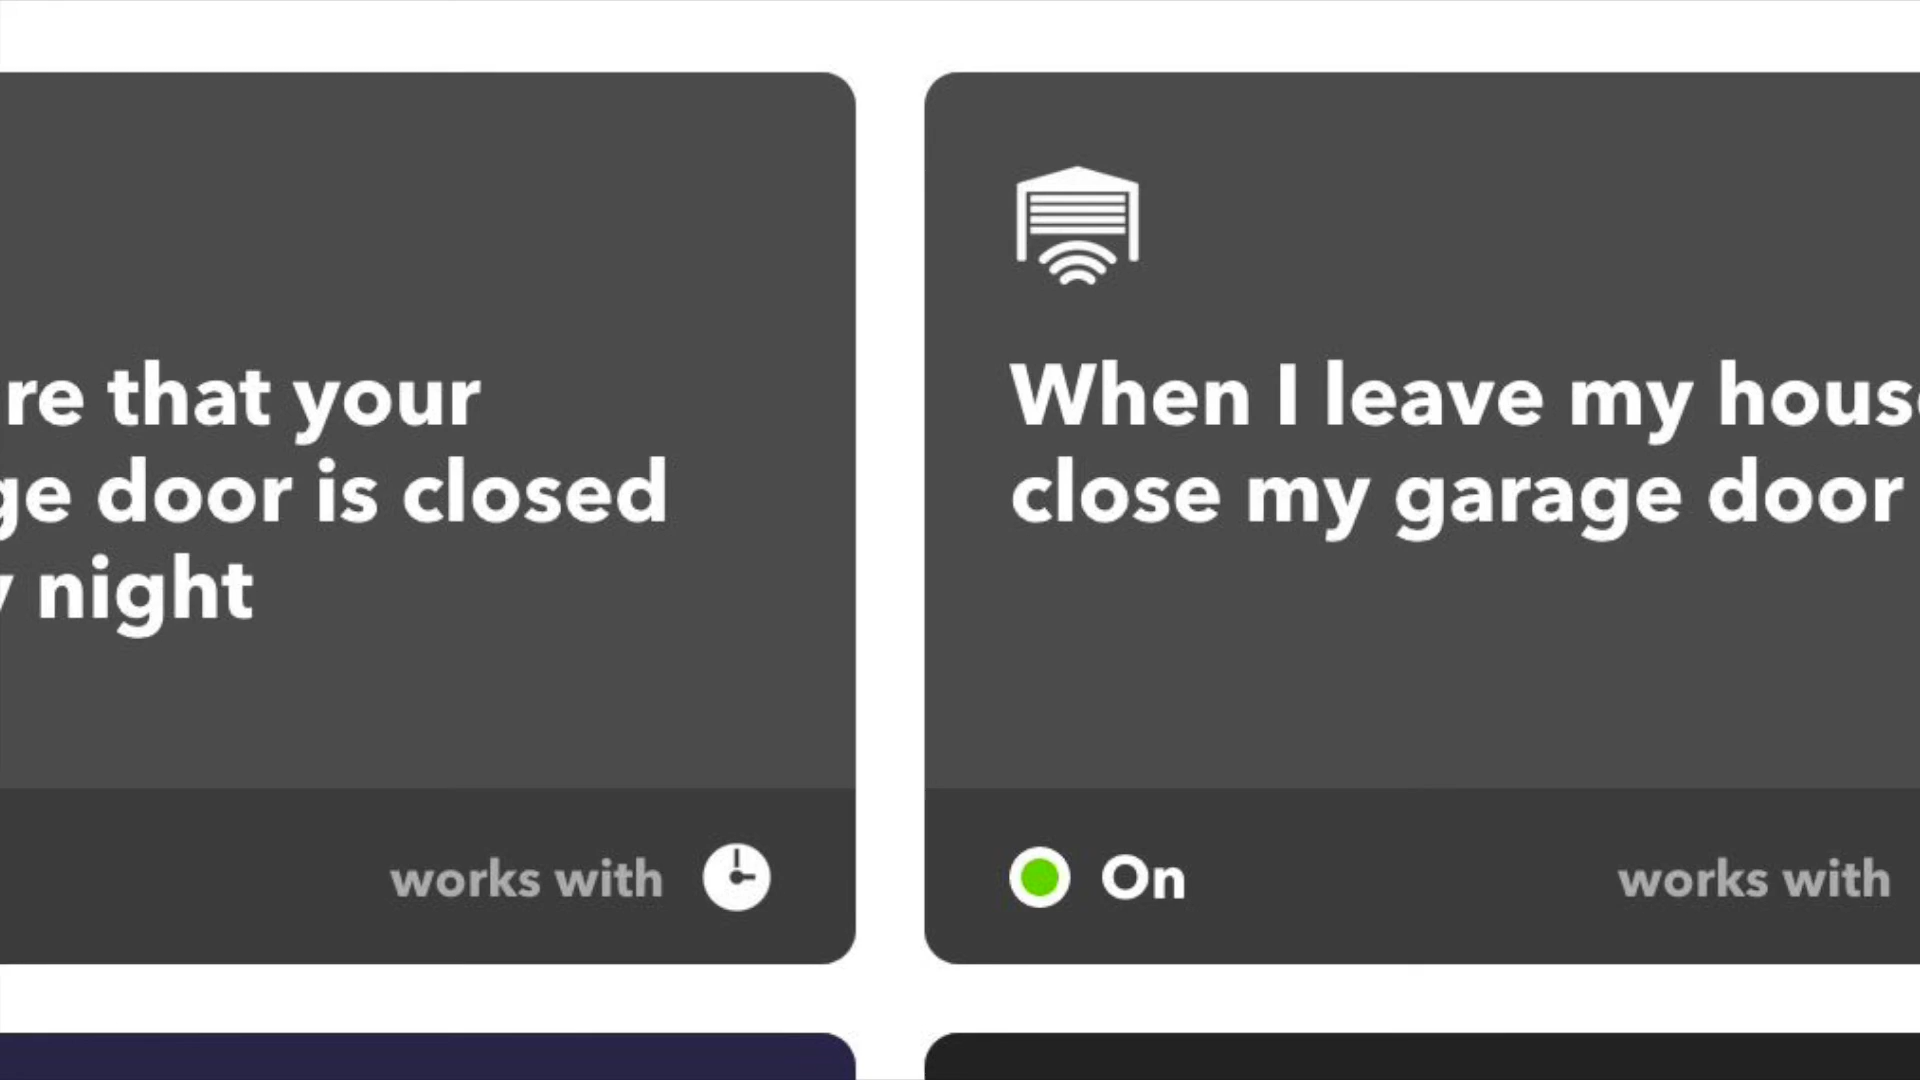 re that your
ge door is closed
y night
works with
When I leave my hous
close my garage door
On
works with